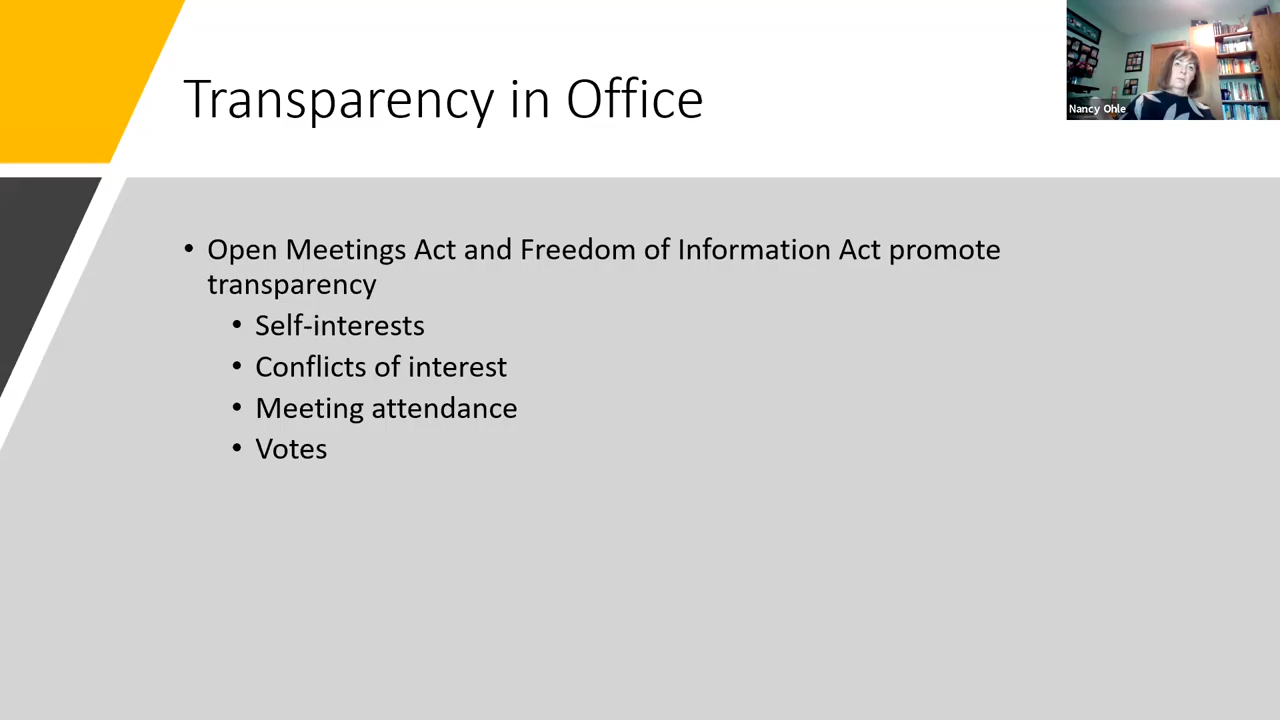 Transparency in Office
Nancy Ohle
• Open Meetings Act and Freedom of Information Act promote
transparency
• Self-interests
• Conflicts of interest
• Meeting attendance
• Votes